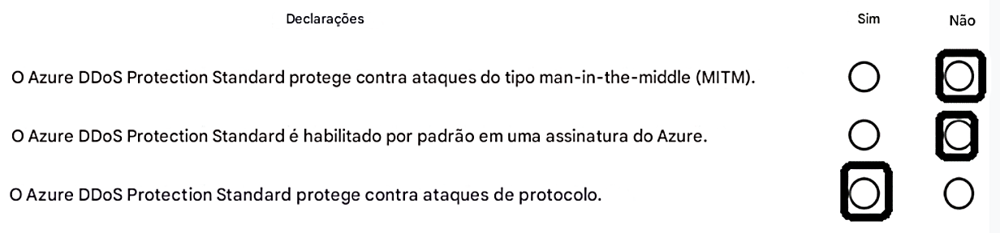 Declarações Sim Não
O Azure DDoS Protection Standard protege contra ataques do tipo man-in-the-middle (MITM).
O Azure DDoS Protection Standard é habilitado por padrão em uma assinatura do Azure.
O Azure DDoS Protection Standard protege contra ataques de protocolo.